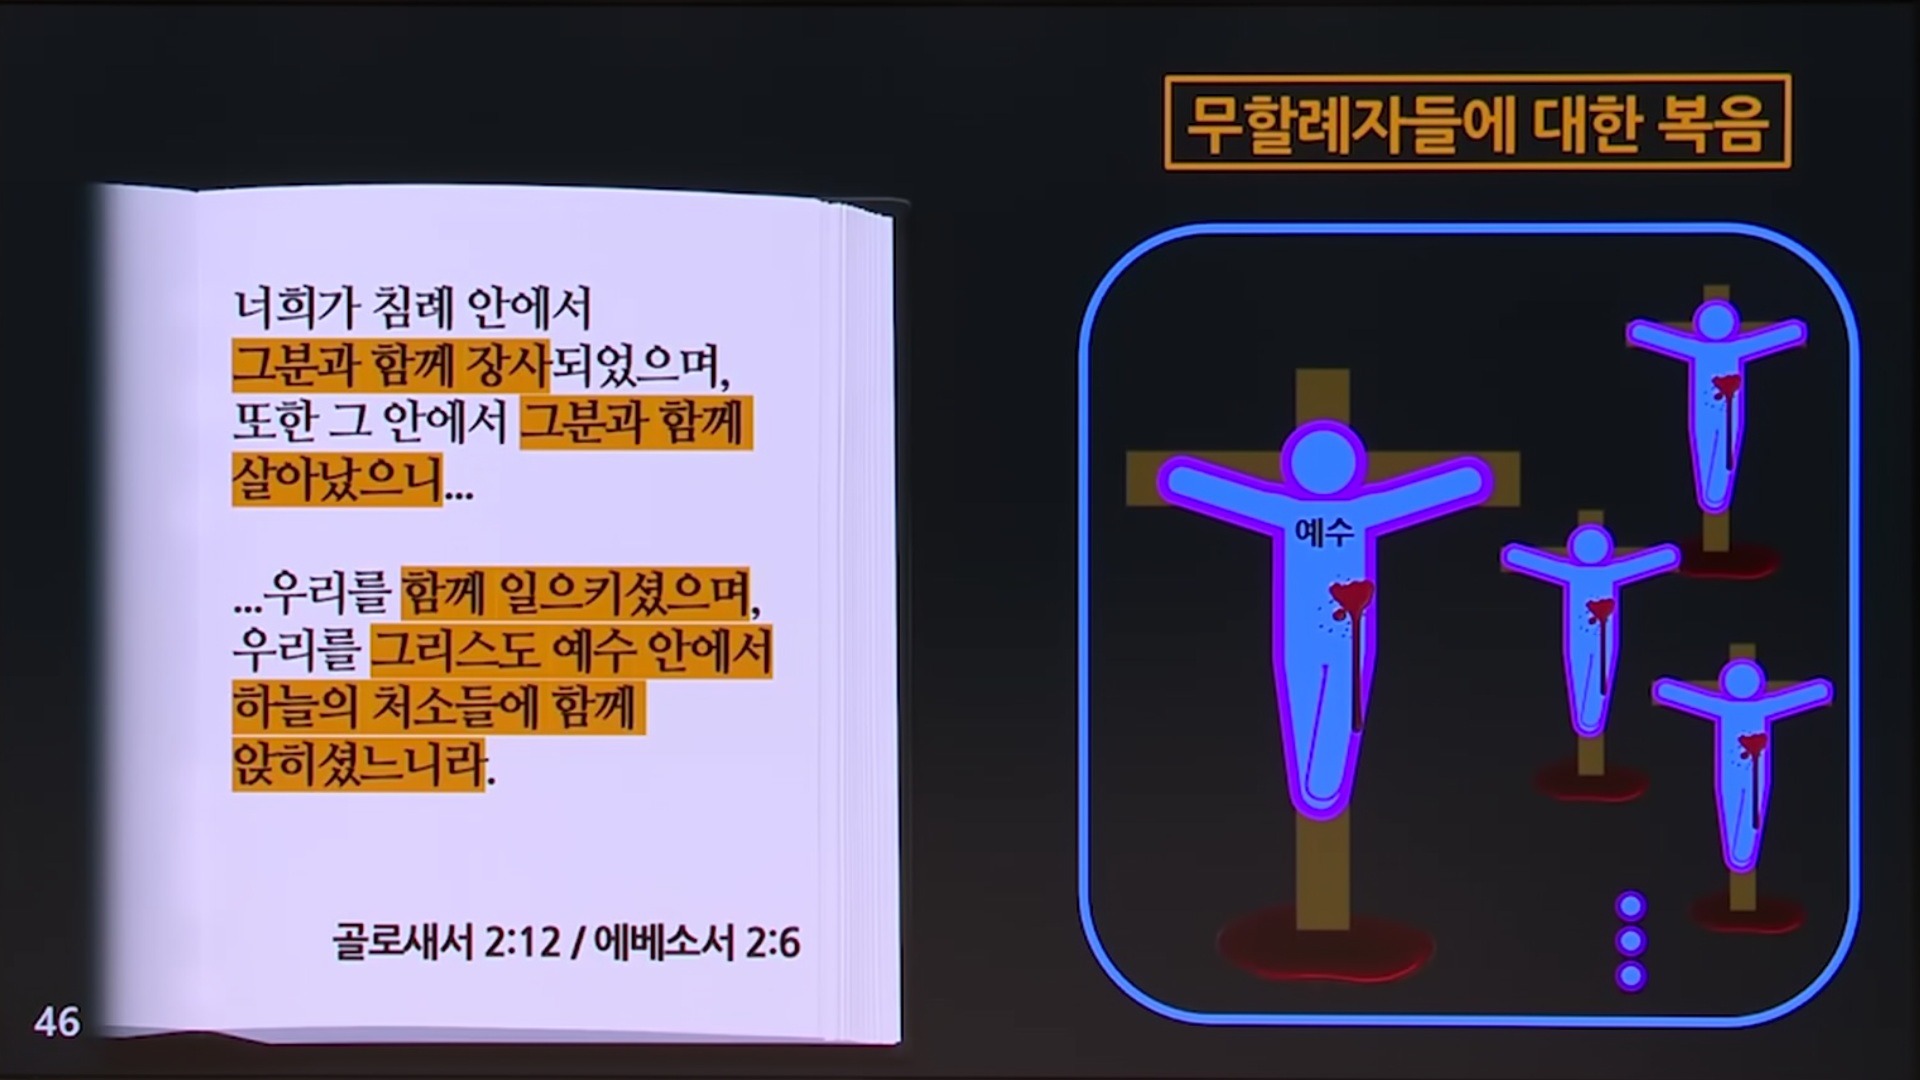 무할례자들에 대한 복음
너희가 침례 안에서
그분과 함께 장사되었으며,
또한 그 안에서 그분과 함께
살아났으니...
...우리를 함께 일으키셨으며,
우리를 그리스도 예수 안에서
하늘의 처소들에 함께
앉히셨느니라.
골로새서 2:12 / 에베소서 2:6
예수
46